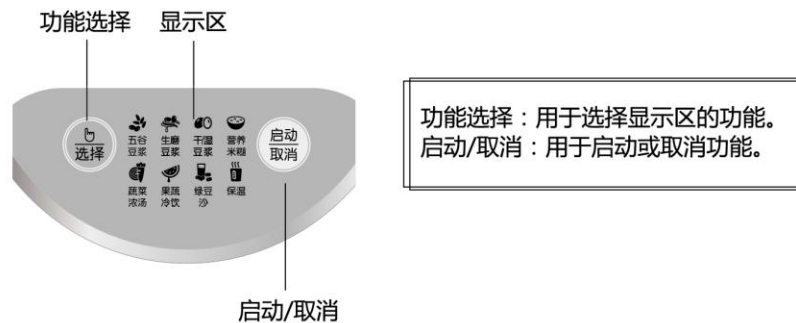 功能选择
显示区
选择
五谷
豆浆
生磨
豆浆
干湿
豆浆
营养
米糊
启动
取消
蔬菜
浓汤
果蔬
冷饮
绿豆
沙
保温
启动/取消
功能选择：用于选择显示区的功能。
启动/取消：用于启动或取消功能。